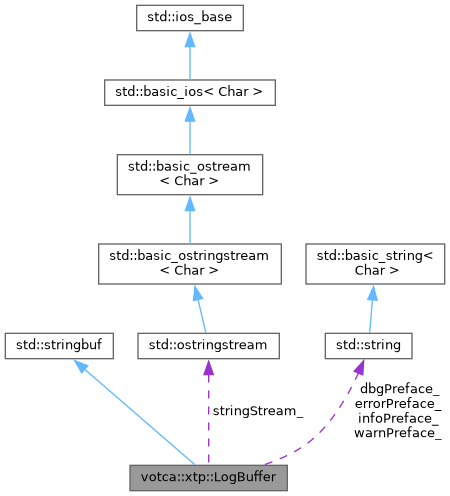 std::ios_base
std::basic_ios< Char >
std::basic_ostream
< Char >
std::basic_ostringstream
< Char >
std::basic_string<
Char >
std::stringbuf
std::ostringstream
std::string
stringStream_
dbgPreface_
errorPreface_
infoPreface_
warnPreface_
votca::xtp::LogBuffer